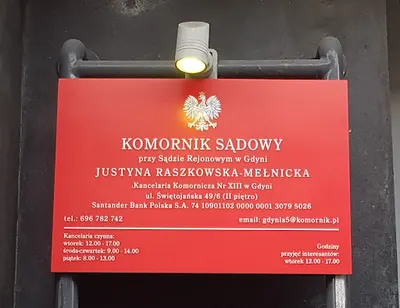 KOMORNIK SĄDOWY
przy Sądzie Rejonowym w Gdyni
JUSTYNA RASZKOWSKA-MEŁNICKA
Kancelaria Komornicza Nr XIII w Gdyni
ul. Świętojańska 49/6 (II piętro)
Santander Bank Polska S.A. 74 10901102 0000 0001 3079 5026
tel.: 696 782 742
email: gdynia5@komornik.pl
Kancelaria czynna:
wtorek: 12.00 - 17.00
środa-czwartek: 9.00 - 14.00
piątek: 8.00 - 13.00
Godziny
przyjęć interesantów:
wtorek 12.00 - 17.00